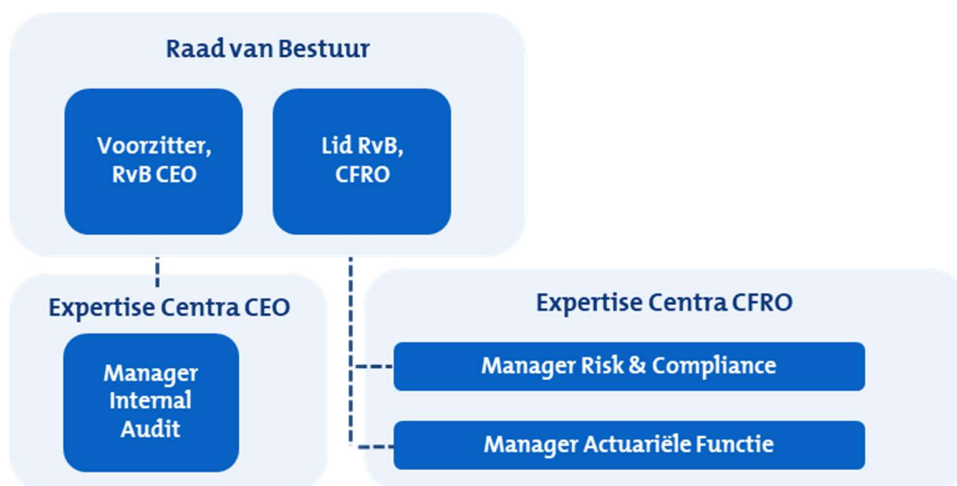 Raad van Bestuur
Voorzitter,
RvB CEO
Lid RvB,
CFRO
Expertise Centra CEO
Manager
Internal
Audit
Expertise Centra CFRO
Manager Risk & Compliance
Manager Actuariële Functie